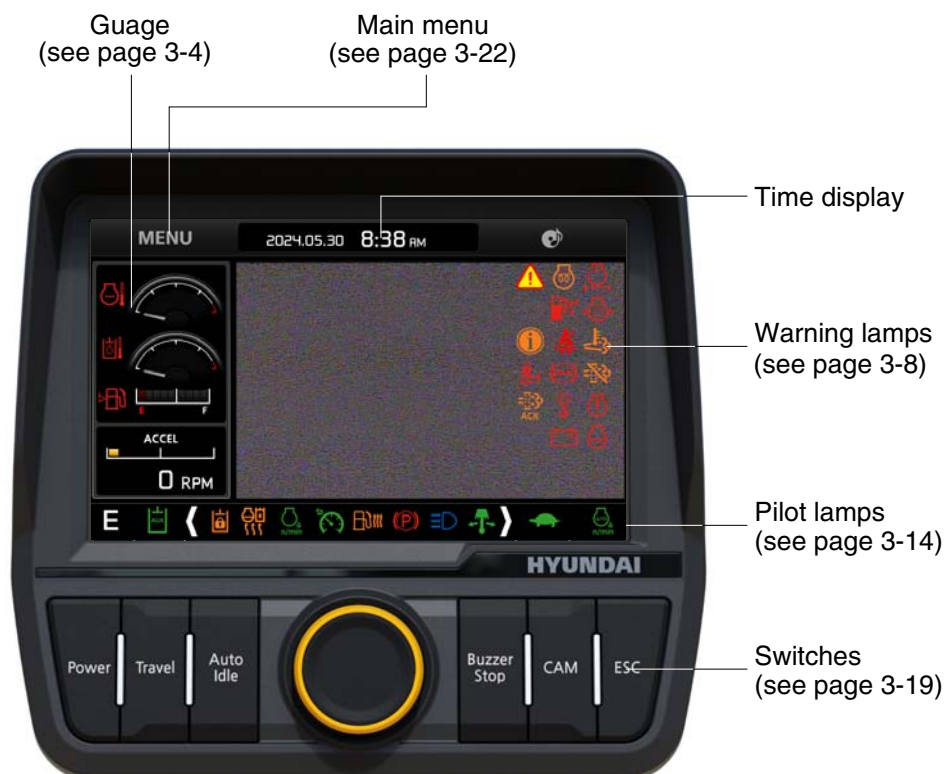 Guage
(see page 3-4)
Main menu
(see page 3-22)
Time display
MENU
2024.05.30 8:38 AM
Warning lamps
(see page 3-8)
ACK
E F
ACCEL
0 RPM
E
Pilot lamps
(see page 3-14)
HYUNDAI
Power
Travel
Auto
Idle
Buzzer
Stop
CAM
ESC
Switches
(see page 3-19)